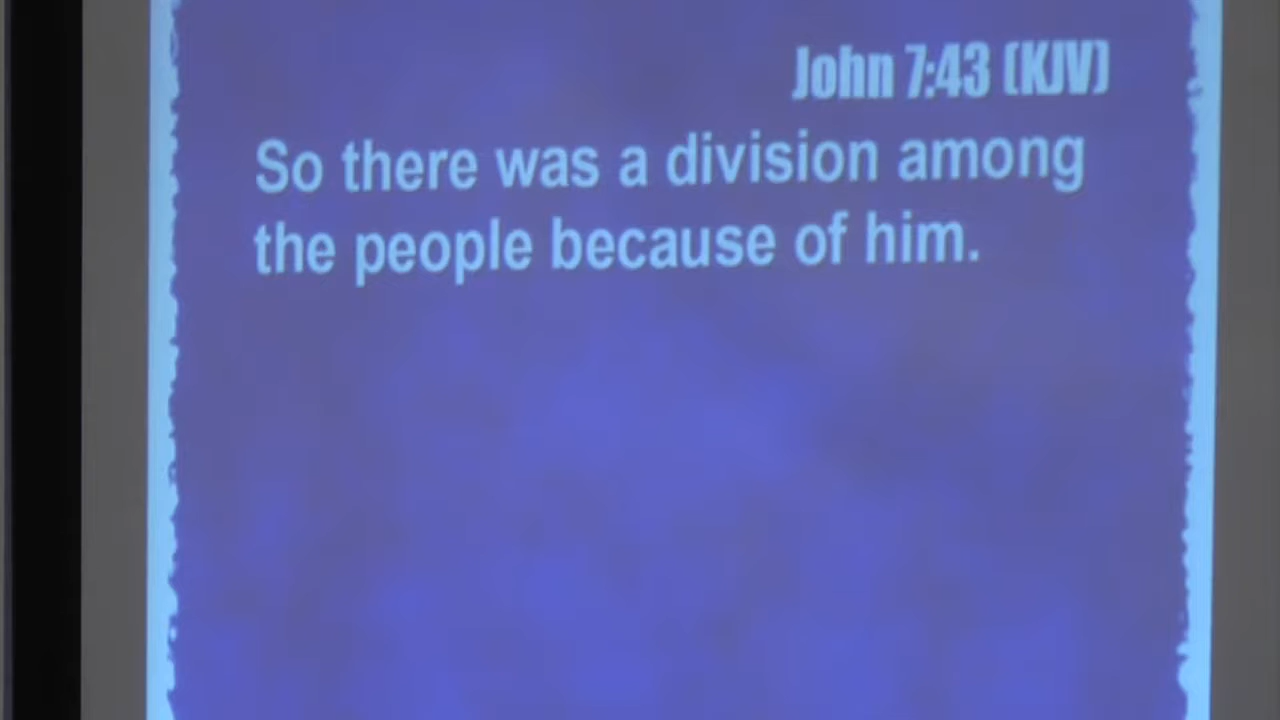 John 7:43 (KJV)
So there was a division among
the people because of him.